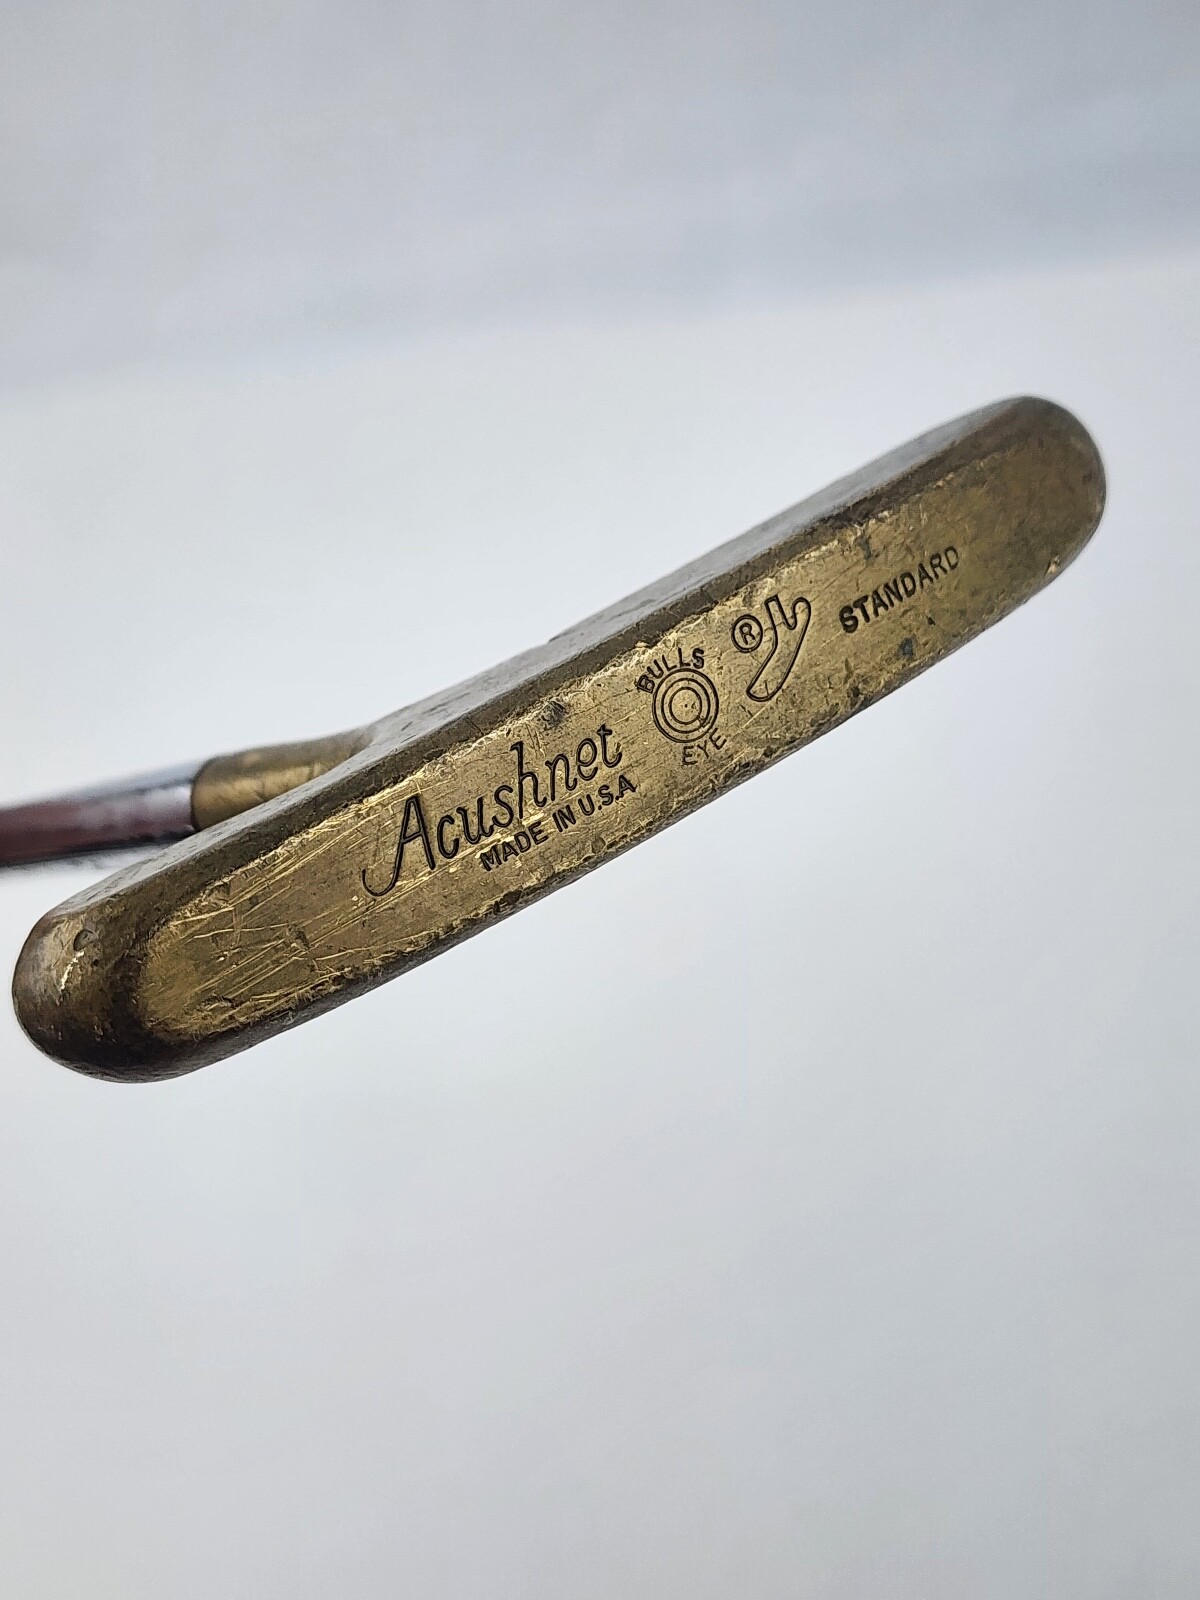 Acushnet
MADE IN U.S.A
BULLS
EYE
®
STANDARD